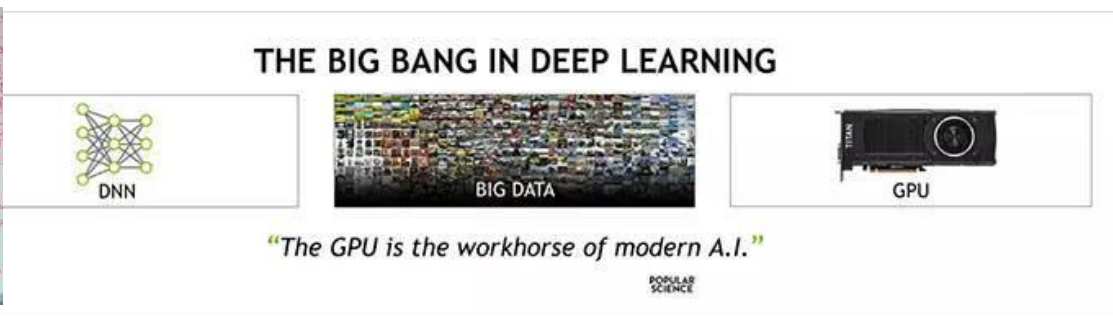 THE BIG BANG IN DEEP LEARNING
DNN
BIG DATA
TITAN
GPU
“The GPU is the workhorse of modern A.I.”
POPULAR
SCIENCE